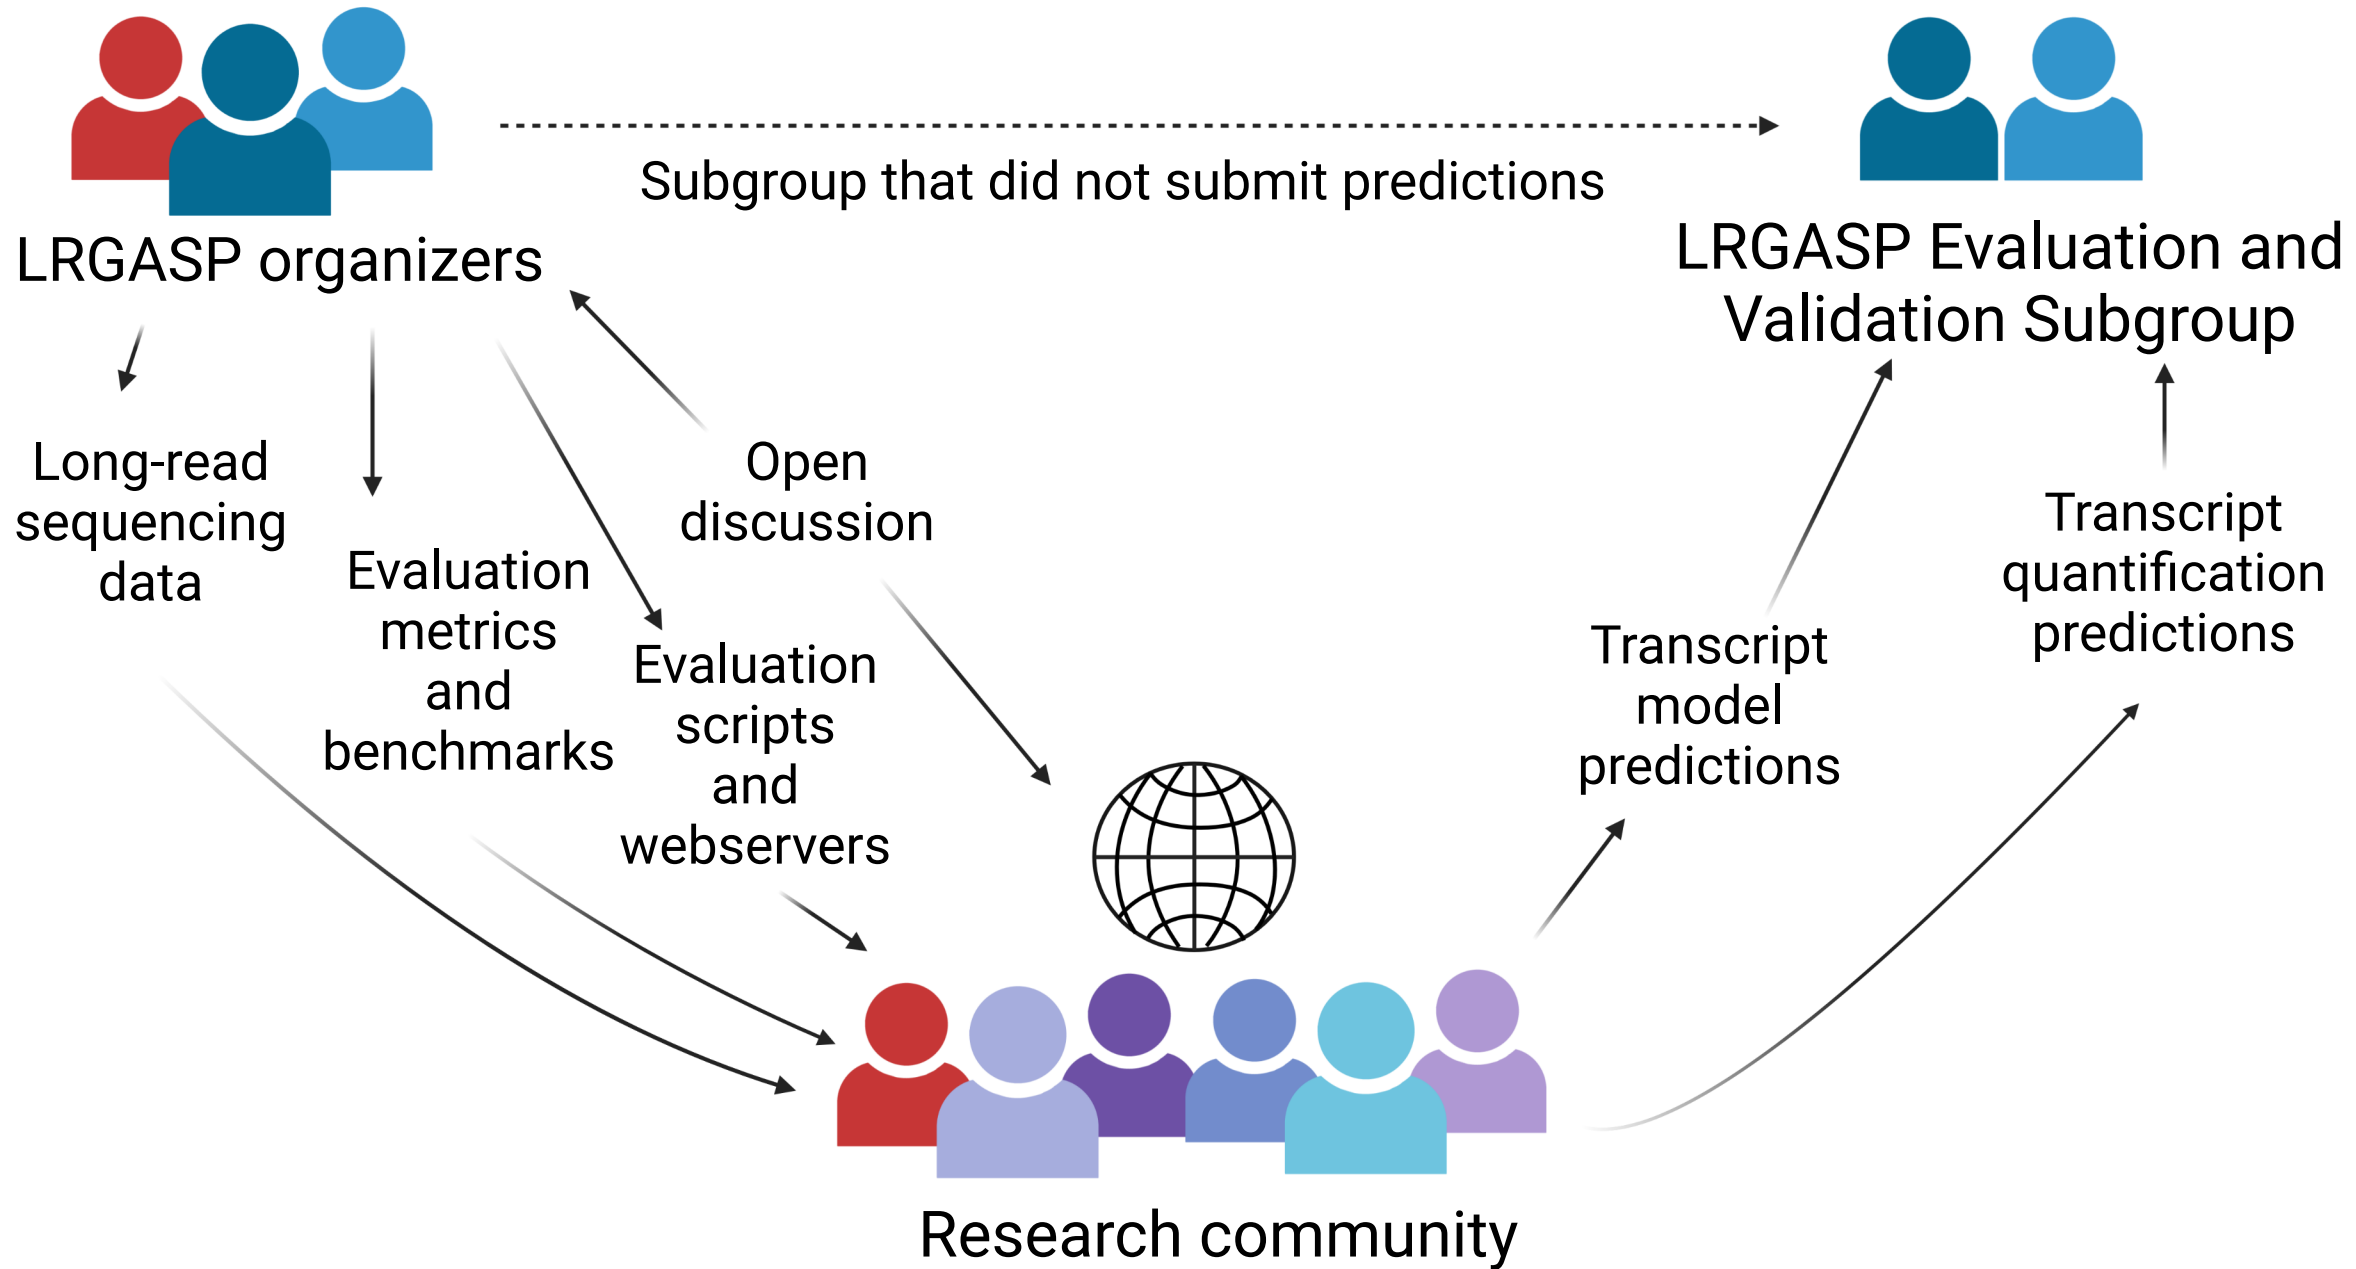 Subgroup that did not submit predictions
LRGASP organizers
LRGASP Evaluation and
Validation Subgroup
Long-read
sequencing
data
Evaluation
metrics
and
benchmarks
Evaluation
scripts
and
webservers
Open
discussion
Transcript
model
predictions
Transcript
quantification
predictions
Research community